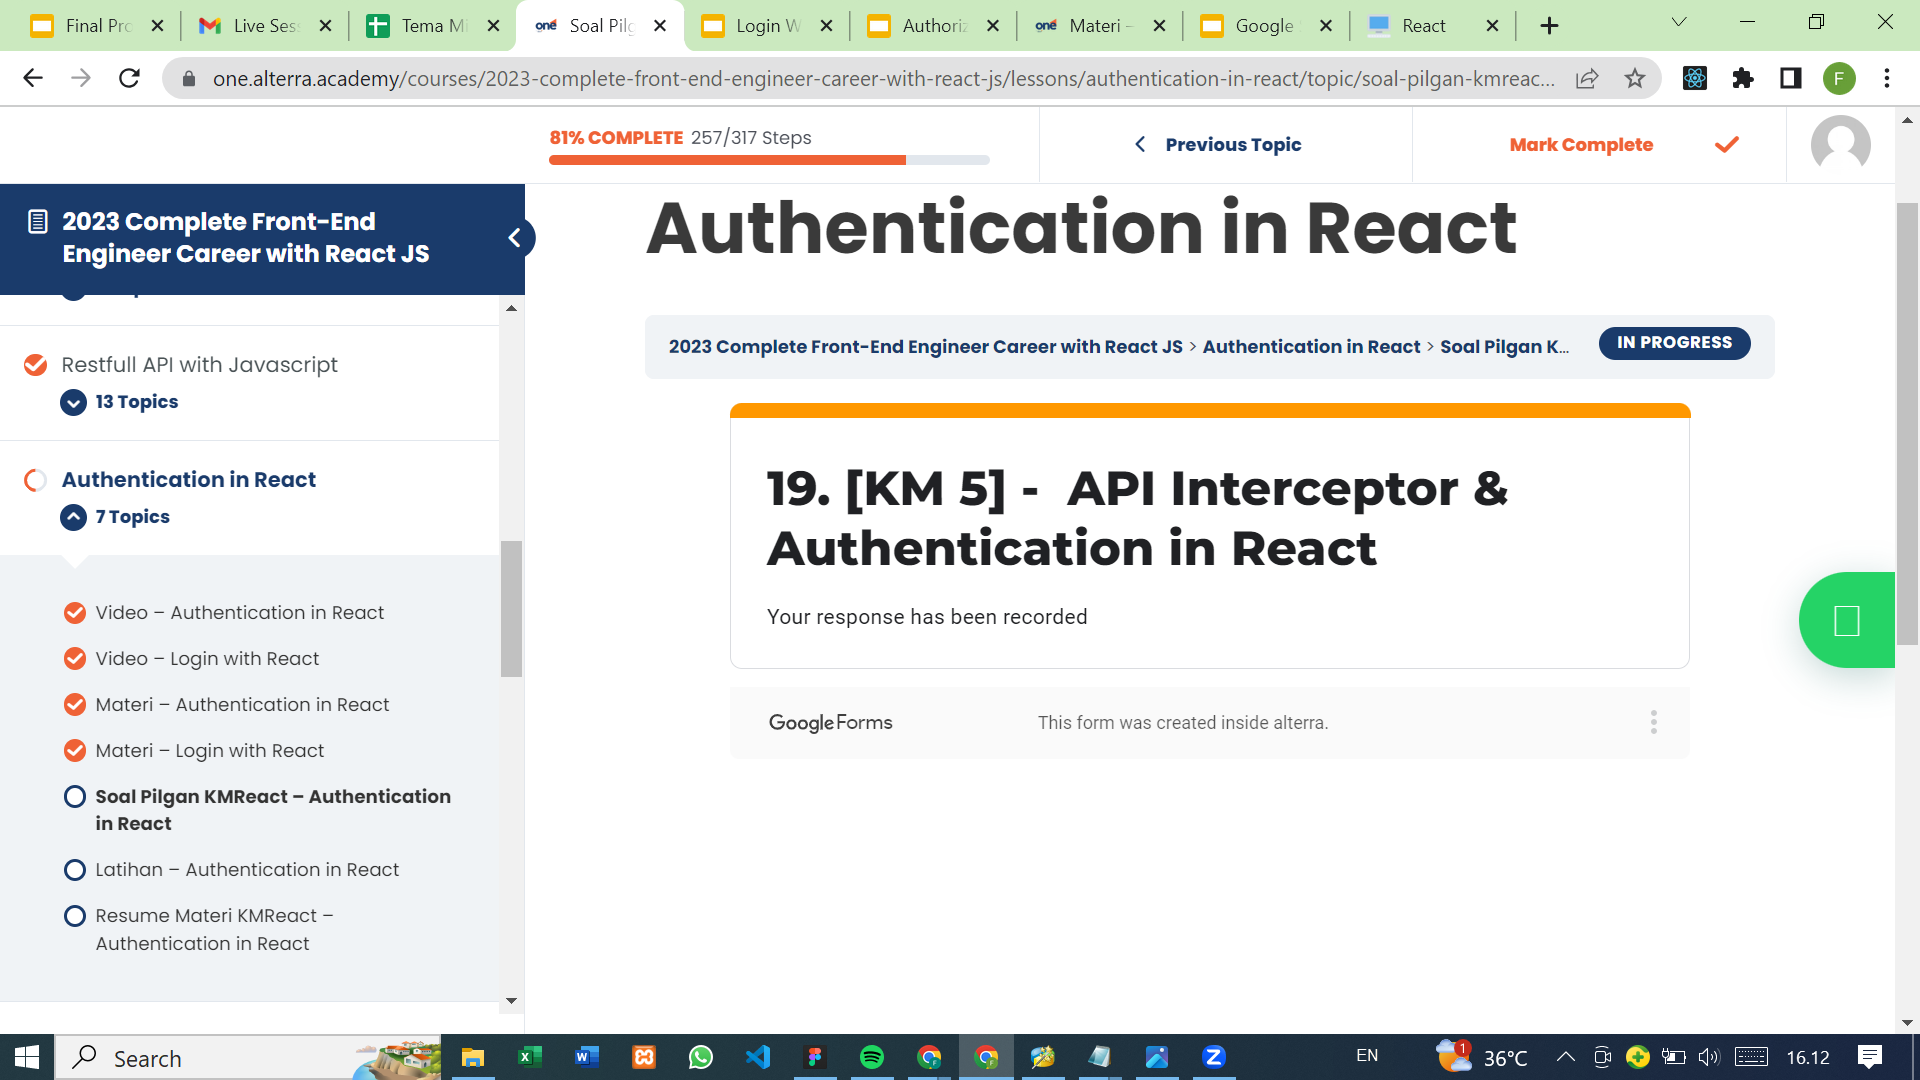 Final Pro
Live Ses
Tema Mi
Soal Pilg
Login W
Authoriz
Materi –
Google
React
one.alterra.academy/courses/2023-complete-front-end-engineer-career-with-react-js/lessons/authentication-in-react/topic/soal-pilgan-kmreac...
F
81% COMPLETE 257/317 Steps
Previous Topic
Mark Complete
2023 Complete Front-End
Engineer Career with React JS
Restfull API with Javascript
13 Topics
Authentication in React
7 Topics
Video – Authentication in React
Video – Login with React
Materi – Authentication in React
Materi – Login with React
Soal Pilgan KMReact – Authentication
in React
Latihan – Authentication in React
Resume Materi KMReact –
Authentication in React
Authentication in React
2023 Complete Front-End Engineer Career with React JS > Authentication in React > Soal Pilgan K...
IN PROGRESS
19. [KM 5] - API Interceptor &
Authentication in React
Your response has been recorded
Google Forms
This form was created inside alterra.
Search
EN
1
36°C
16.12